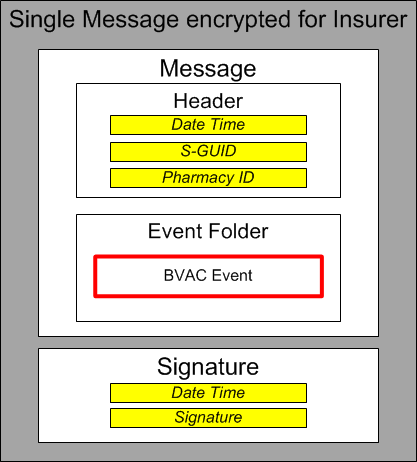 Single Message encrypted for Insurer
Message
Header
Date Time
S-GUID
Pharmacy ID
Event Folder
BVAC Event
Signature
Date Time
Signature